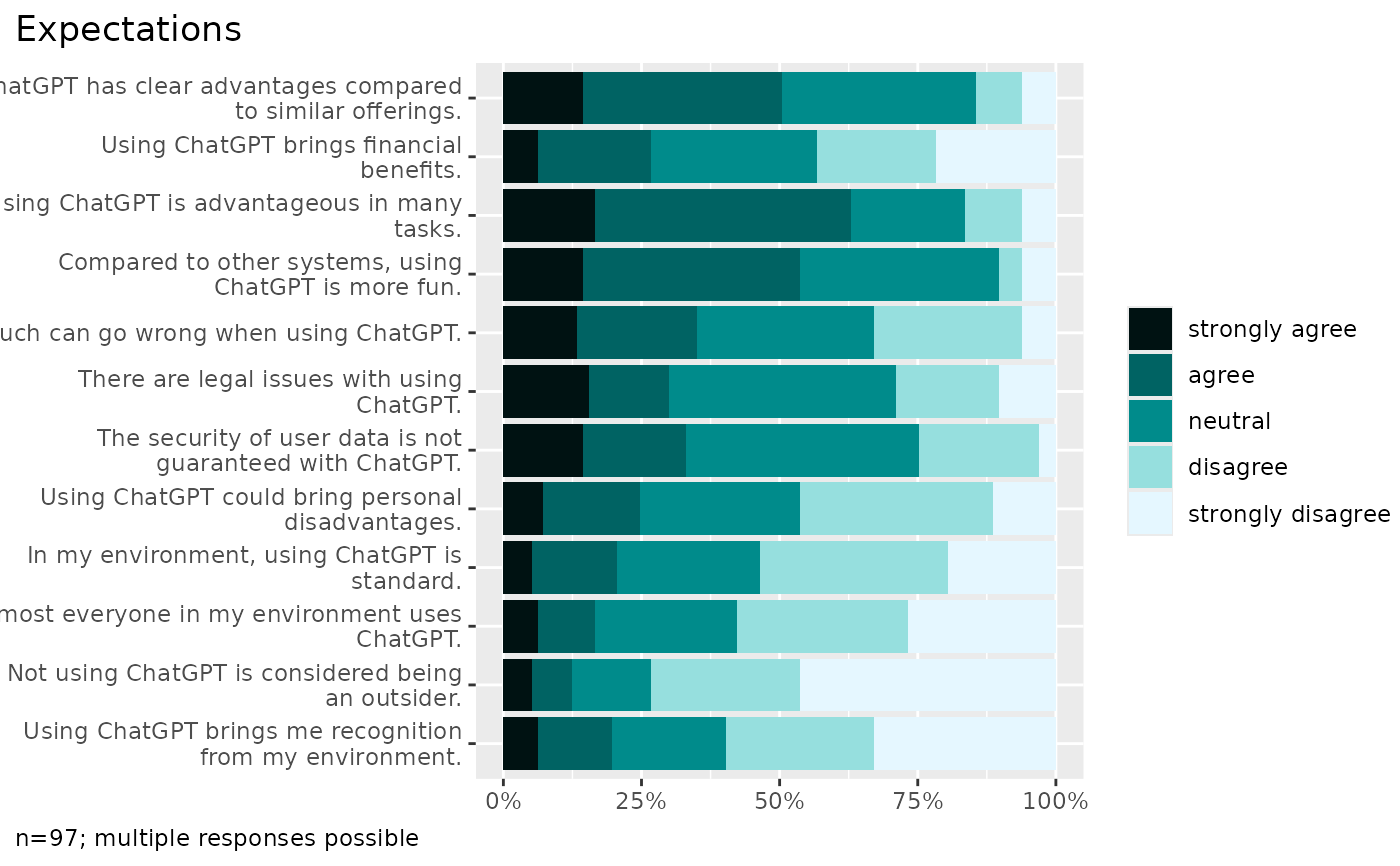 Expectations
hatGPT has clear advantages compared
to similar offerings.
Using ChatGPT brings financial
benefits.
sing ChatGPT is advantageous in many
tasks.
Compared to other systems, using
ChatGPT is more fun.
uch can go wrong when using ChatGPT.
There are legal issues with using
ChatGPT.
The security of user data is not
guaranteed with ChatGPT.
Using ChatGPT could bring personal
disadvantages.
In my environment, using ChatGPT is
standard.
most everyone in my environment uses
ChatGPT.
Not using ChatGPT is considered being
an outsider.
Using ChatGPT brings me recognition
from my environment.
0% 25% 50% 75% 100%
strongly agree
agree
neutral
disagree
strongly disagree
n=97; multiple responses possible